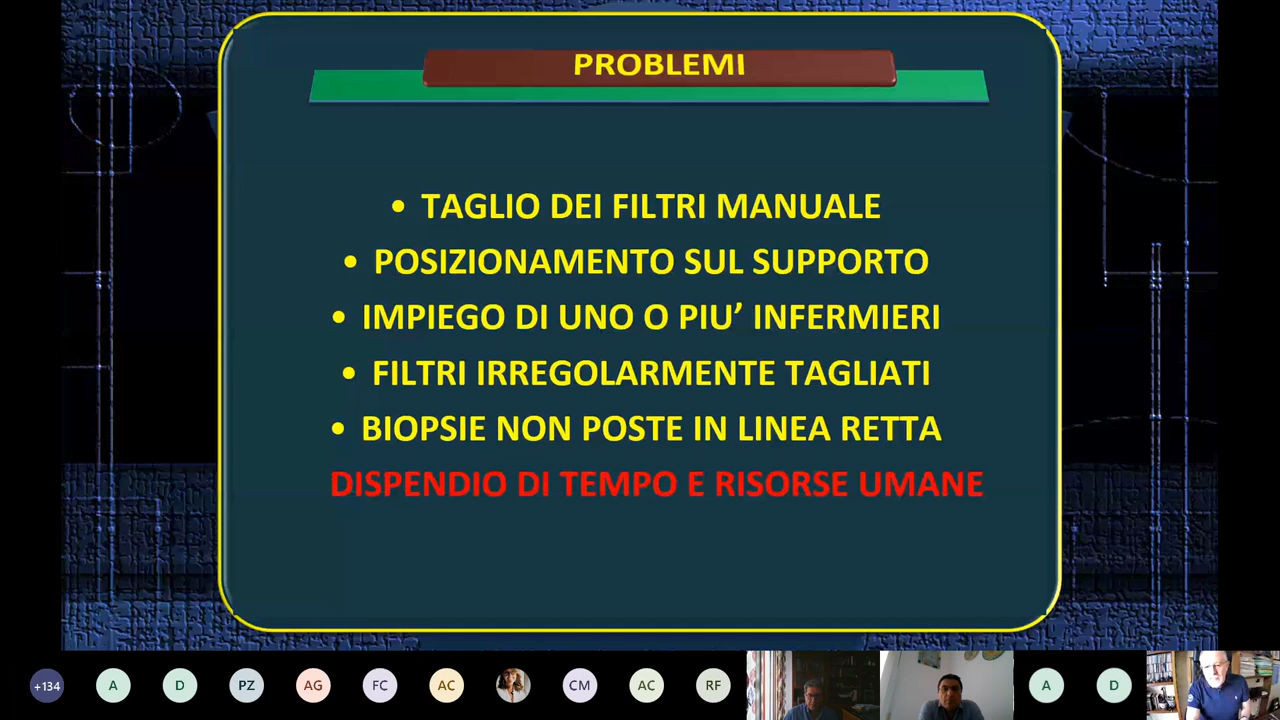 PROBLEMI
• TAGLIO DEI FILTRI MANUALE
• POSIZIONAMENTO SUL SUPPORTO
• IMPIEGO DI UNO O PIU’ INFERMIERI
• FILTRI IRREGOLARMENTE TAGLIATI
• BIOPSIE NON POSTE IN LINEA RETTA
DISPENDIO DI TEMPO E RISORSE UMANE
+134 A D PZ AG FC AC CM AC RF A D